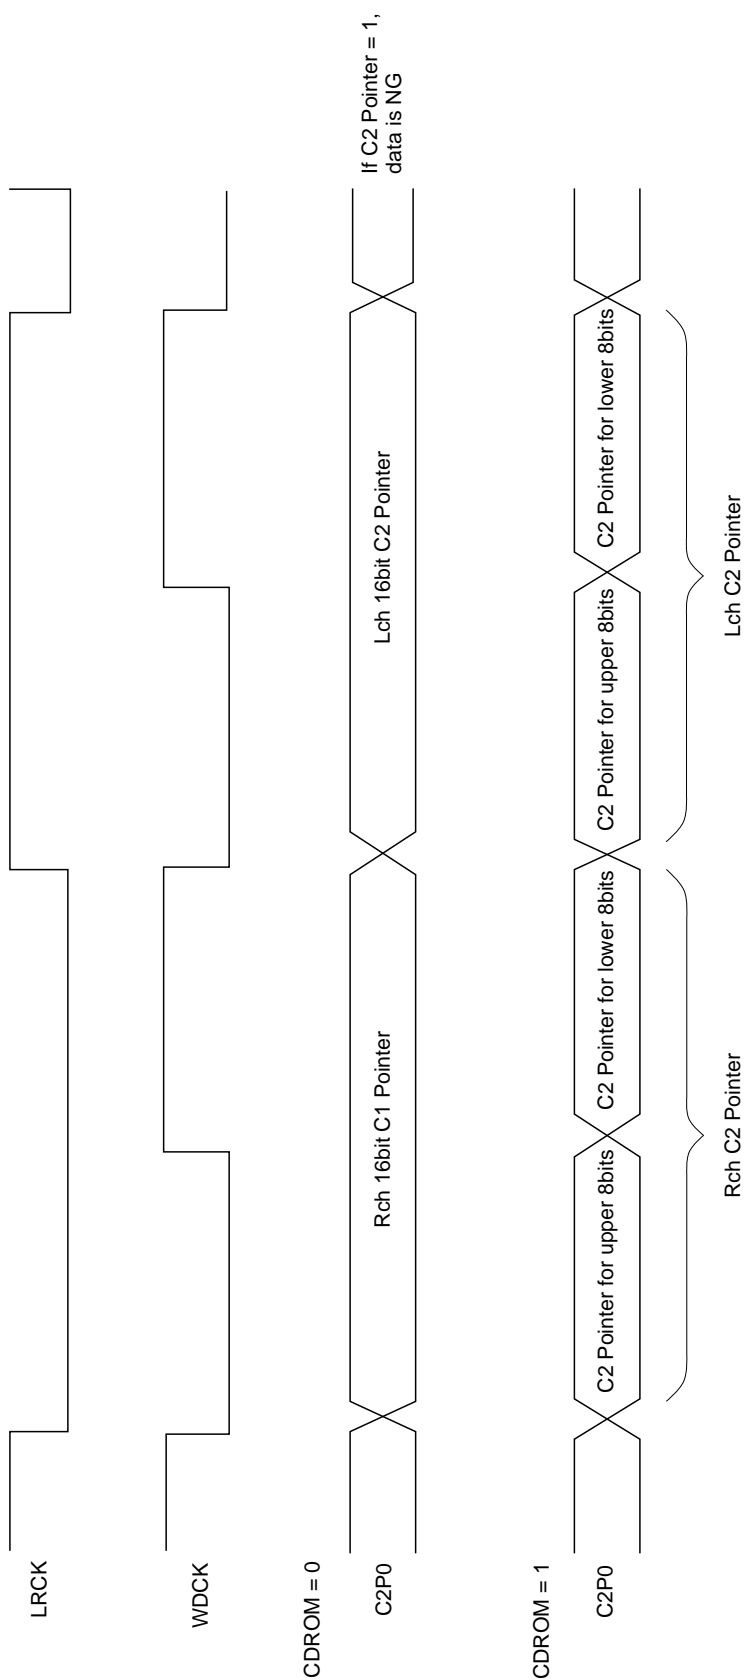 LRCK
WDCK
CDROM = 0
C2P0
Rch 16bit C1 Pointer
Lch 16bit C2 Pointer
If C2 Pointer = 1,
data is NG
CDROM = 1
C2P0
C2 Pointer for upper 8bits
C2 Pointer for lower 8bits
C2 Pointer for upper 8bits
C2 Pointer for lower 8bits
Rch C2 Pointer
Lch C2 Pointer